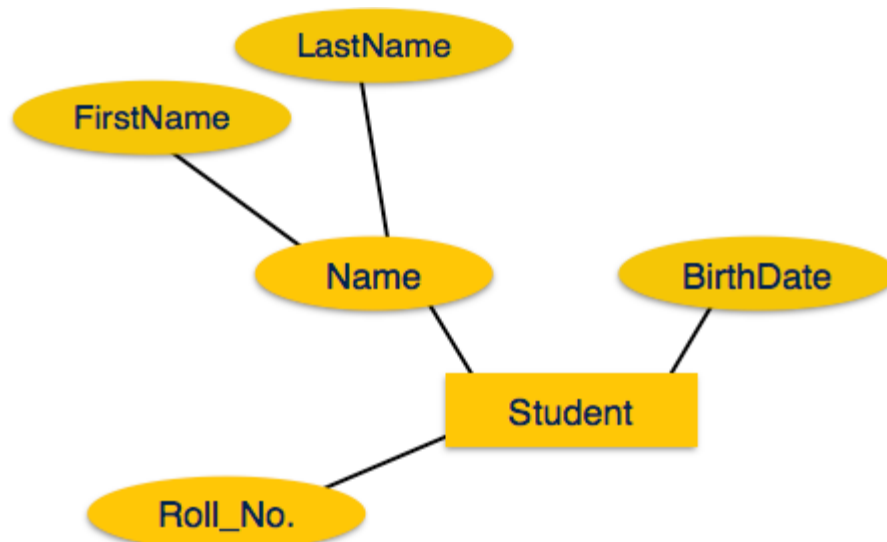 LastName
FirstName
Name
BirthDate
Student
Roll_No.